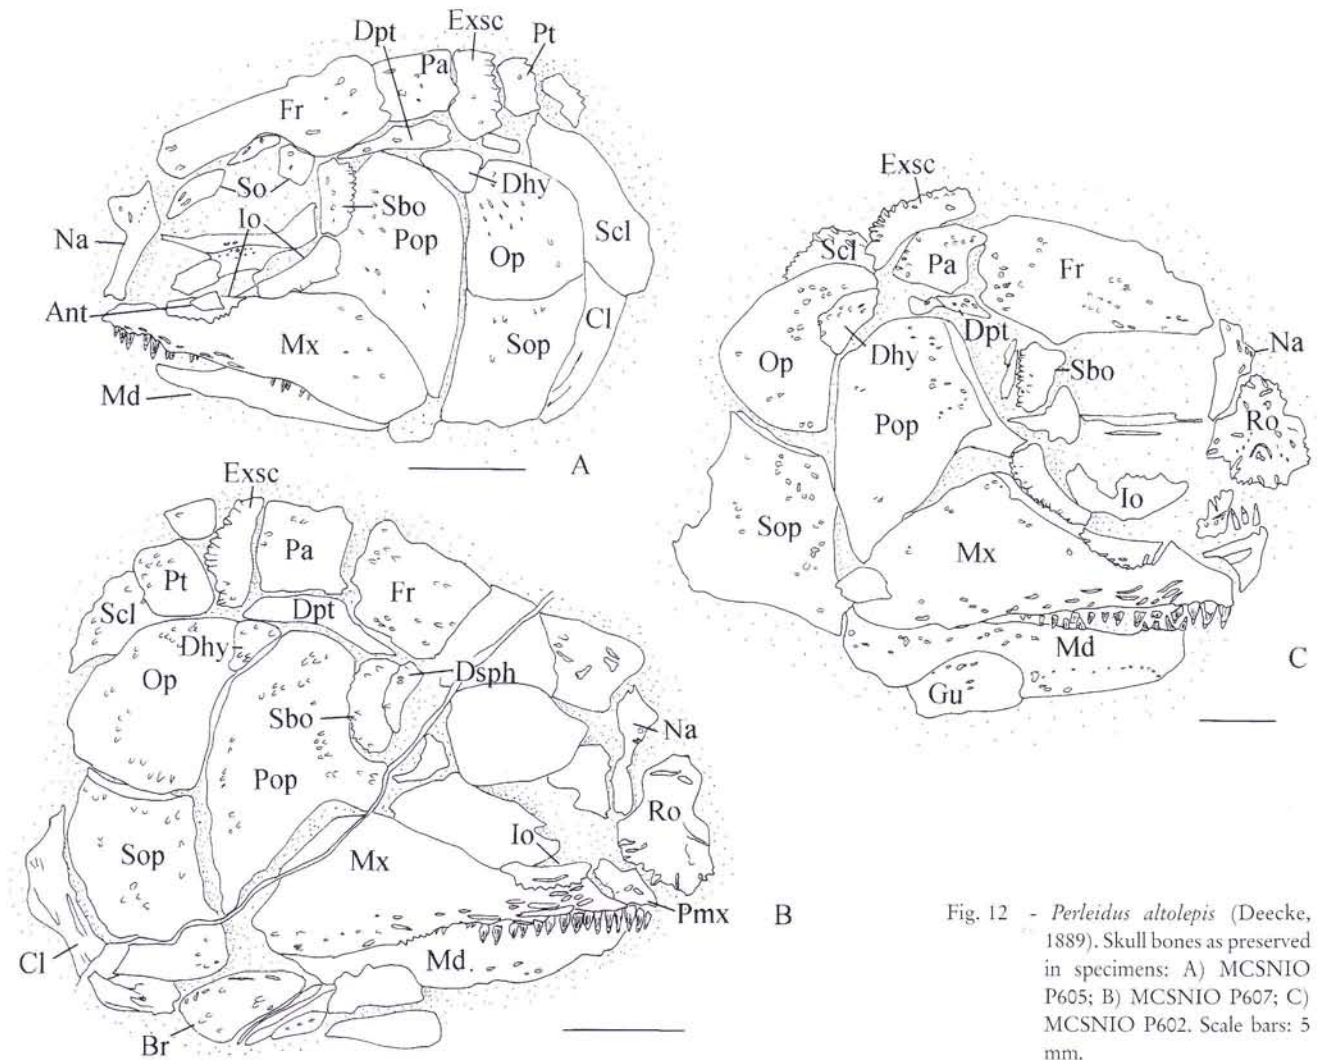 Exsc
Dpt
Pt
Pa
Fr
So
Dhy
Sbo
Io
Pop
Na
Op
Scl
Ant
Cl
Mx
Sop
Md
A
Exsc
Scl
Pa
Fr
Dpt
Na
Op
Dhy
Sbo
Ro
Pop
Io
Sop
Mx
Md
C
Gu
Exsc
Pa
Pt
Fr
Dpt
Scl
Dhy
Op
Dsph
Sbo
Na
Pop
Ro
Io
Sop
Mx
Pmx
B
Cl
Md
Br
Fig. 12 - Perleidus altolepis (Deecke,
1889). Skull bones as preserved
in specimens: A) MCSNIO
P605; B) MCSNIO P607; C)
MCSNIO P602. Scale bars: 5
mm.